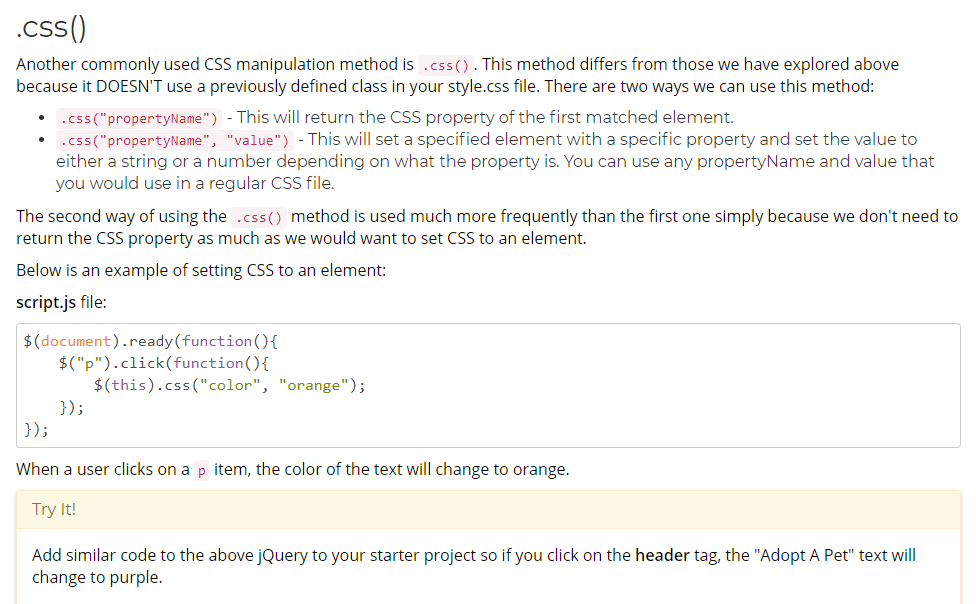 .css()
Another commonly used CSS manipulation method is .css(). This method differs from those we have explored above
because it DOESN'T use a previously defined class in your style.css file. There are two ways we can use this method:
• .css("propertyName") - This will return the CSS property of the first matched element.
• .css("propertyName", "value") - This will set a specified element with a specific property and set the value to
either a string or a number depending on what the property is. You can use any propertyName and value that
you would use in a regular CSS file.
The second way of using the .css() method is used much more frequently than the first one simply because we don't need to
return the CSS property as much as we would want to set CSS to an element.
Below is an example of setting CSS to an element:
script.js file:
$(document).ready(function(){
    $("p").click(function(){
        $(this).css("color", "orange");
    });
});
When a user clicks on a p item, the color of the text will change to orange.
Try It!
Add similar code to the above jQuery to your starter project so if you click on the header tag, the "Adopt A Pet" text will
change to purple.